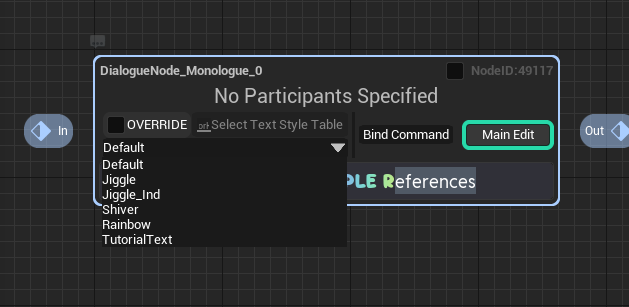 DialogueNode_Monologue_0
NodeID:49117
No Participants Specified
In
OVERRIDE
Select Text Style Table
Bind Command
Main Edit
Out
Default
Default
Jiggle
Jiggle_Ind
Shiver
Rainbow
TutorialText
PLE References